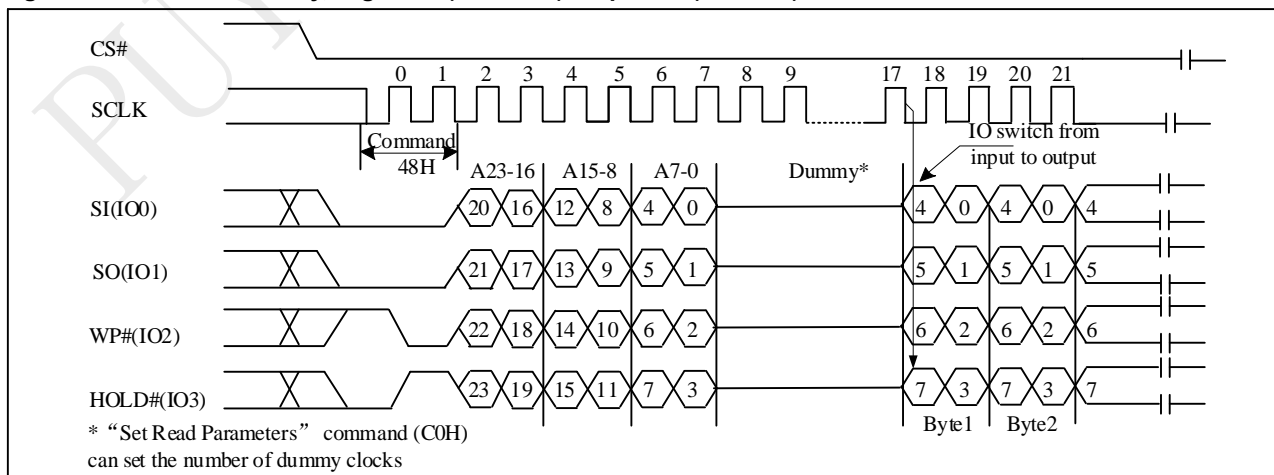 PUY
CS#
0 1 2 3 4 5 6 7 8 9 17 18 19 20 21
SCLK
Command
48H
IO switch from
input to output
A23-16 A15-8 A7-0 Dummy*
SI(IO0) 20 16 12 8 4 0 4 0 4 0 4
SO(IO1) 21 17 13 9 5 1 5 1 5 1 5
WP#(IO2) 22 18 14 10 6 2 6 2 6 2 6
HOLD#(IO3) 23 19 15 11 7 3 7 3 7 3 7
Byte1 Byte2
* “Set Read Parameters” command (C0H)
can set the number of dummy clocks